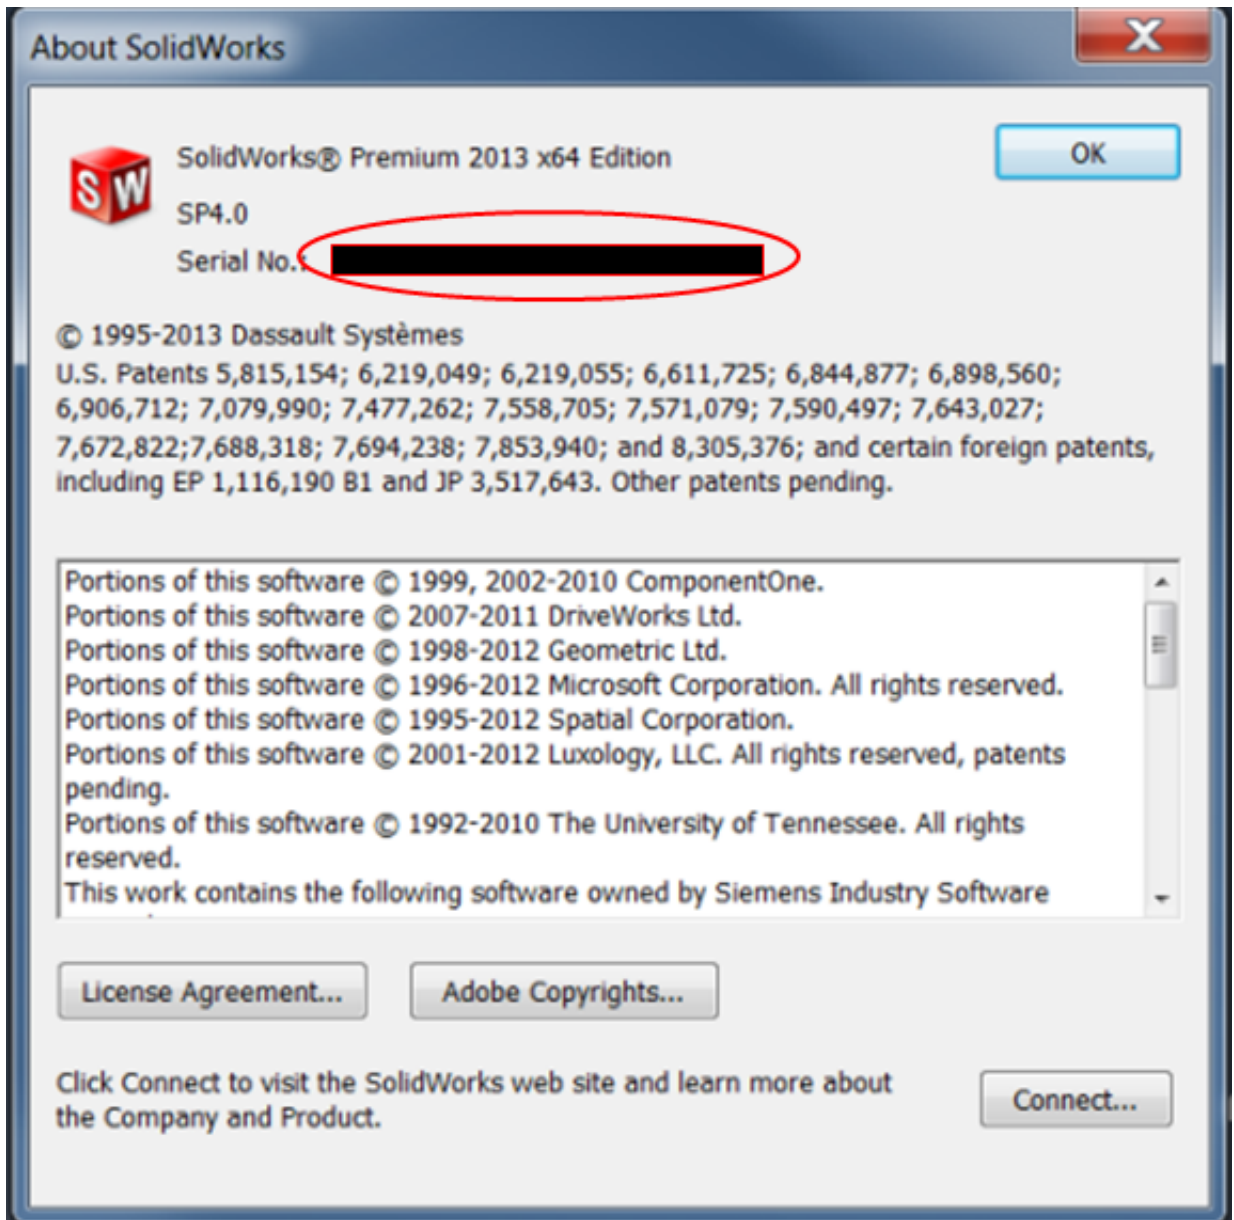 About SolidWorks
SolidWorks® Premium 2013 x64 Edition
OK
SW
SP4.0
Serial No.:
© 1995-2013 Dassault Systèmes
U.S. Patents 5,815,154; 6,219,049; 6,219,055; 6,611,725; 6,844,877; 6,898,560;
6,906,712; 7,079,990; 7,477,262; 7,558,705; 7,571,079; 7,590,497; 7,643,027;
7,672,822;7,688,318; 7,694,238; 7,853,940; and 8,305,376; and certain foreign patents,
including EP 1,116,190 B1 and JP 3,517,643. Other patents pending.
Portions of this software © 1999, 2002-2010 ComponentOne.
Portions of this software © 2007-2011 DriveWorks Ltd.
Portions of this software © 1998-2012 Geometric Ltd.
Portions of this software © 1996-2012 Microsoft Corporation. All rights reserved.
Portions of this software © 1995-2012 Spatial Corporation.
Portions of this software © 2001-2012 Luxology, LLC. All rights reserved, patents
pending.
Portions of this software © 1992-2010 The University of Tennessee. All rights
reserved.
This work contains the following software owned by Siemens Industry Software
License Agreement...
Adobe Copyrights...
Click Connect to visit the SolidWorks web site and learn more about
the Company and Product.
Connect...